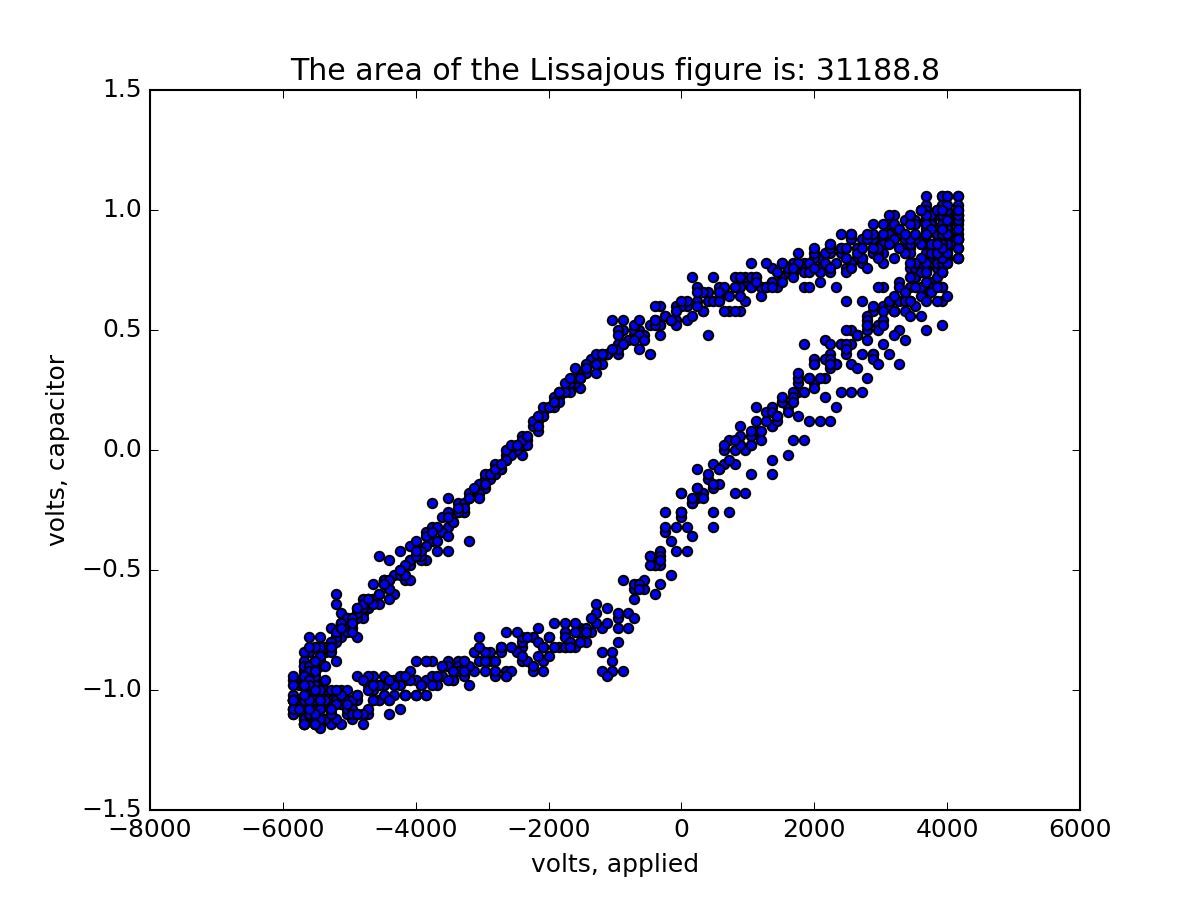 The area of the Lissajous figure is: 31188.8
1.5
1.0
0.5
0.0
−0.5
−1.0
−1.5
volts, capacitor
−8000 −6000 −4000 −2000 0 2000 4000 6000
volts, applied